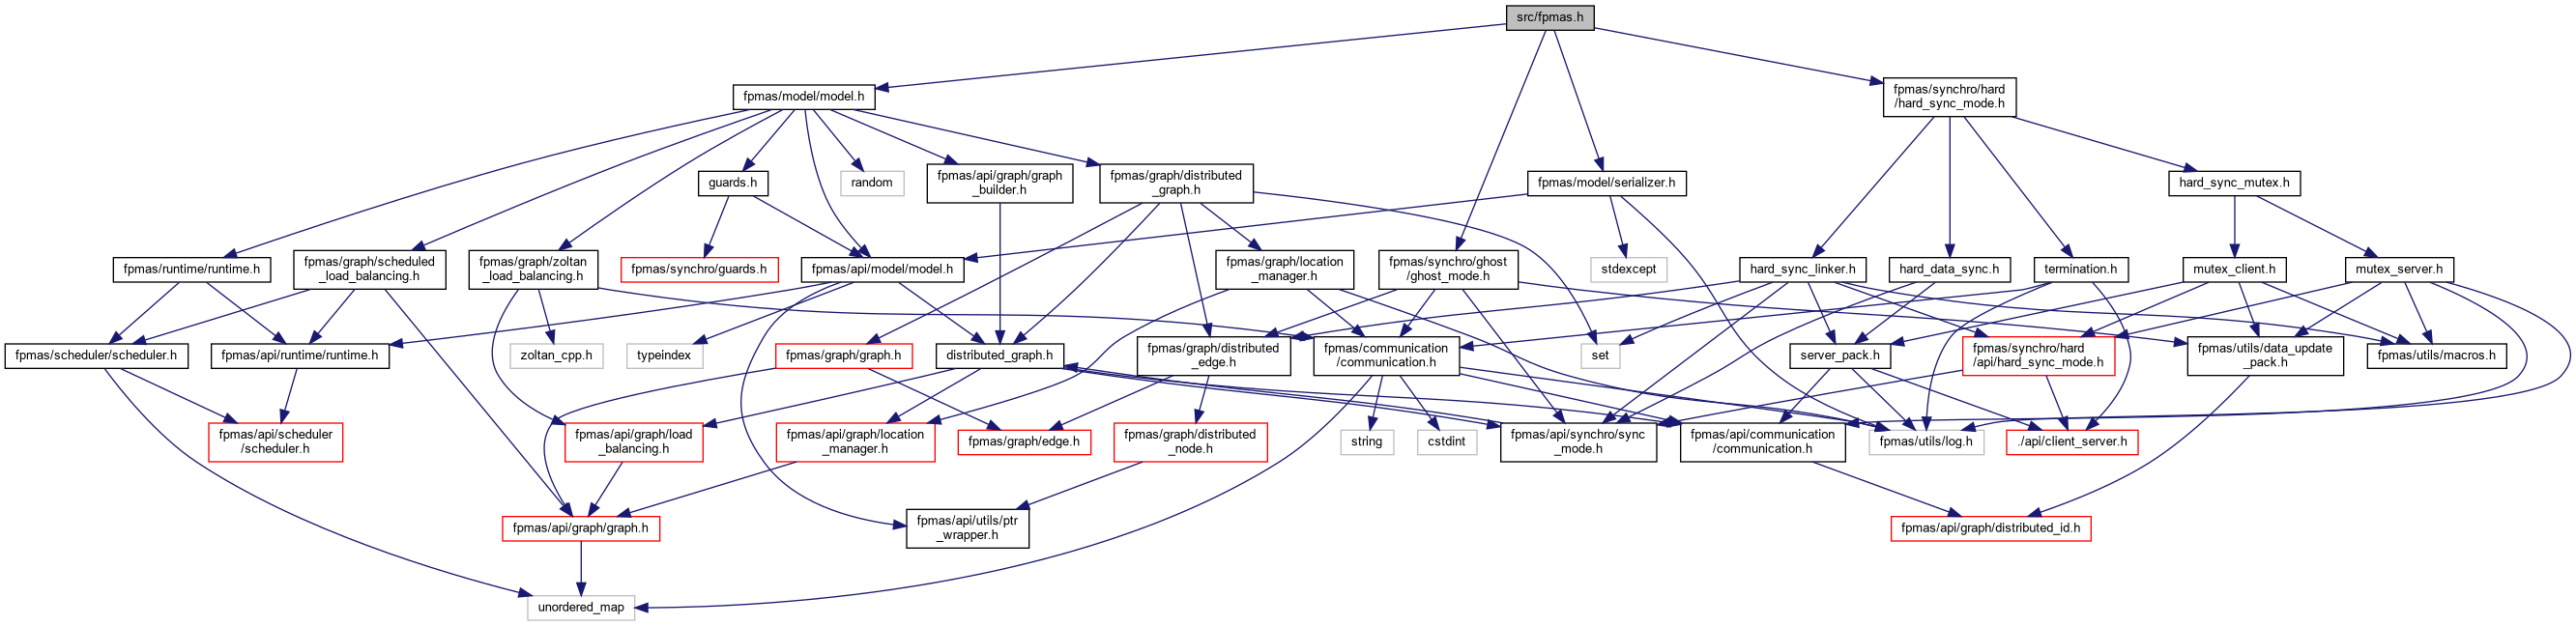 src/fpmas.h
fpmas/model/model.h
fpmas/synchro/hard
/hard_sync_mode.h
guards.h
random
fpmas/api/graph/graph
_builder.h
fpmas/graph/distributed
_graph.h
fpmas/model/serializer.h
hard_sync_mutex.h
fpmas/runtime/runtime.h
fpmas/graph/scheduled
_load_balancing.h
fpmas/graph/zoltan
_load_balancing.h
fpmas/synchro/guards.h
fpmas/api/model/model.h
fpmas/graph/location
_manager.h
fpmas/synchro/ghost
/ghost_mode.h
stdexcept
hard_sync_linker.h
hard_data_sync.h
termination.h
mutex_client.h
mutex_server.h
fpmas/scheduler/scheduler.h
fpmas/api/runtime/runtime.h
zoltan_cpp.h
typeindex
fpmas/graph/graph.h
distributed_graph.h
fpmas/graph/distributed
_edge.h
fpmas/communication
/communication.h
set
server_pack.h
fpmas/synchro/hard
/api/hard_sync_mode.h
fpmas/utils/data_update
_pack.h
fpmas/utils/macros.h
fpmas/api/scheduler
/scheduler.h
fpmas/api/graph/load
_balancing.h
fpmas/api/graph/location
_manager.h
fpmas/graph/edge.h
fpmas/graph/distributed
_node.h
string
cstdint
fpmas/api/synchro/sync
_mode.h
fpmas/api/communication
/communication.h
fpmas/utils/log.h
./api/client_server.h
fpmas/api/graph/graph.h
fpmas/api/utils/ptr
_wrapper.h
fpmas/api/graph/distributed_id.h
unordered_map